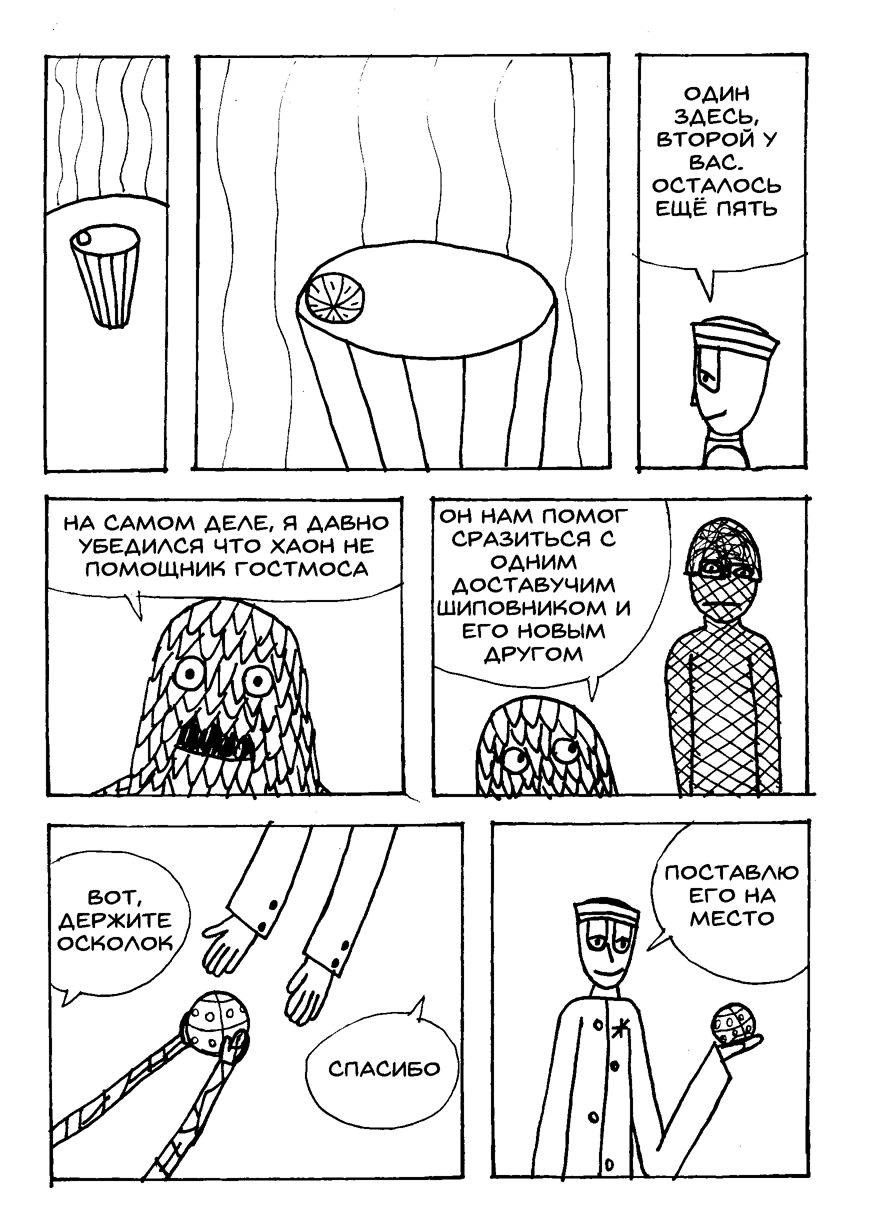 ОДИН
ЗДЕСЬ,
ВТОРОЙ У
ВАС.
ОСТАЛОСЬ
ЕЩЁ ПЯТЬ
НА САМОМ ДЕЛЕ, Я ДАВНО
УБЕДИЛСЯ ЧТО ХАОН НЕ
ПОМОЩНИК ГОСТМОСА
ОН НАМ ПОМОГ
СРАЗИТЬСЯ С
ОДНИМ
ДОСТАВУЧИМ
ШИПОВНИКОМ И
ЕГО НОВЫМ
ДРУГОМ
ВОТ,
ДЕРЖИТЕ
ОСКОЛОК
СПАСИБО
ПОСТАВЛЮ
ЕГО НА
МЕСТО